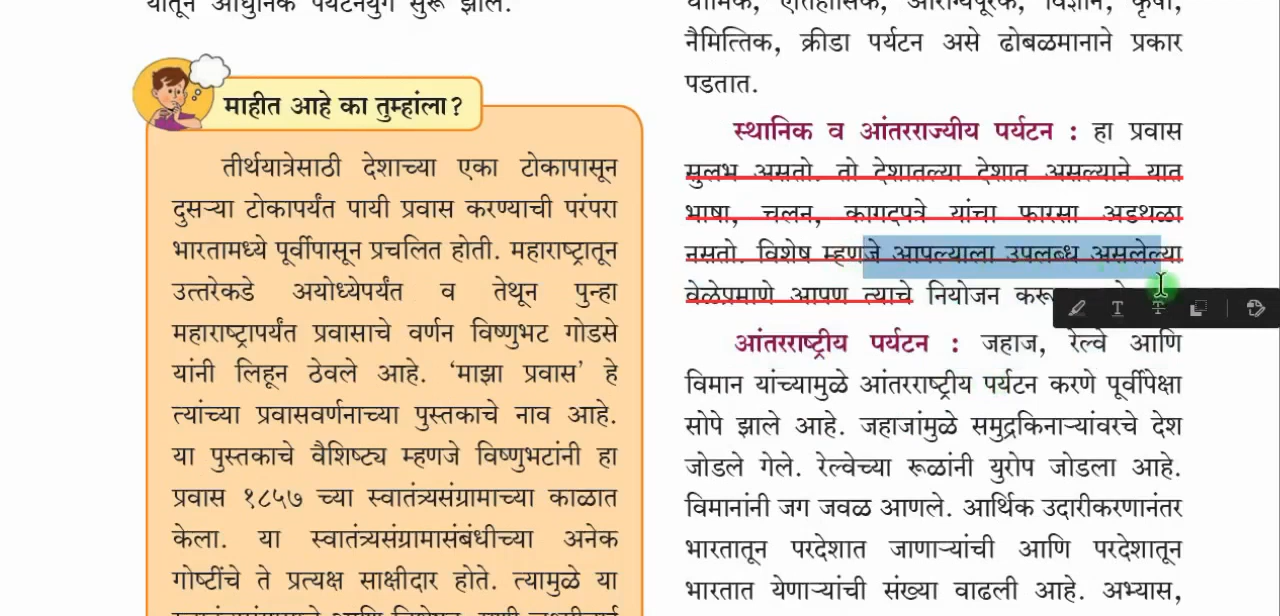 यातून आधुनिक पर्यटनयुग सुरू झाले.
माहीत आहे का तुम्हांला?
तीर्थयात्रेसाठी देशाच्या एका टोकापासून
दुसऱ्या टोकापर्यंत पायी प्रवास करण्याची परंपरा
भारतामध्ये पूर्वीपासून प्रचलित होती. महाराष्ट्रातून
उत्तरेकडे अयोध्येपर्यंत व तेथून पुन्हा
महाराष्ट्रापर्यंत प्रवासाचे वर्णन विष्णुभट गोडसे
यांनी लिहून ठेवले आहे. ‘माझा प्रवास’ हे
त्यांच्या प्रवासवर्णनाच्या पुस्तकाचे नाव आहे.
या पुस्तकाचे वैशिष्ट्य म्हणजे विष्णुभटांनी हा
प्रवास १८५७ च्या स्वातंत्र्यसंग्रामाच्या काळात
केला. या स्वातंत्र्यसंग्रामासंबंधीच्या अनेक
गोष्टींचे ते प्रत्यक्ष साक्षीदार होते. त्यामुळे या
धार्मिक, ऐतिहासिक, आरोग्यपूरक, विज्ञान, कृषी,
नैमित्तिक, क्रीडा पर्यटन असे ढोबळमानाने प्रकार
पडतात.
स्थानिक व आंतरराज्यीय पर्यटन : हा प्रवास
सुलभ असतो. तो देशातल्या देशात असल्याने यात
भाषा, चलन, कागदपत्रे यांचा फारसा अडथळा
नसतो. विशेष म्हणजे आपल्याला उपलब्ध असलेल्या
वेळेप्रमाणे आपण त्याचे नियोजन करू
आंतरराष्ट्रीय पर्यटन : जहाज, रेल्वे आणि
विमान यांच्यामुळे आंतरराष्ट्रीय पर्यटन करणे पूर्वीपेक्षा
सोपे झाले आहे. जहाजांमुळे समुद्रकिनाऱ्यांवरचे देश
जोडले गेले. रेल्वेच्या रूळांनी युरोप जोडला आहे.
विमानांनी जग जवळ आणले. आर्थिक उदारीकरणानंतर
भारतातून परदेशात जाणाऱ्यांची आणि परदेशातून
भारतात येणाऱ्यांची संख्या वाढली आहे. अभ्यास,